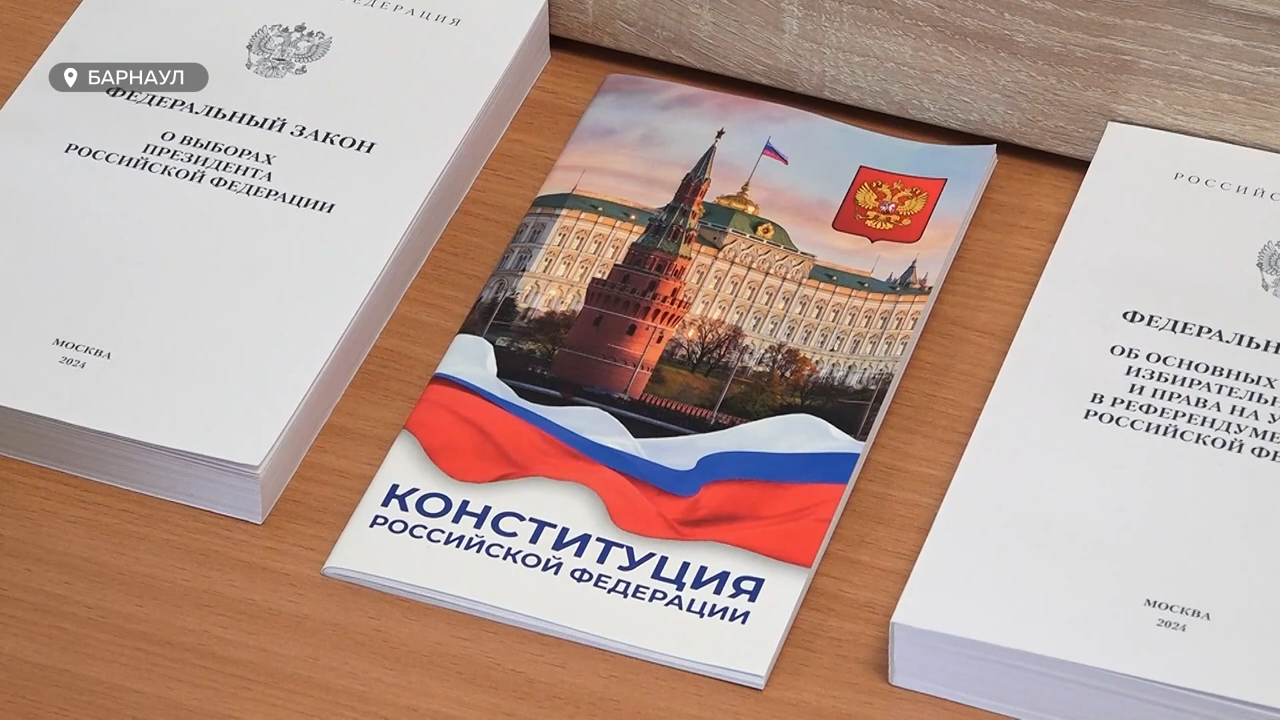 ФЕДЕРАЦИЯ
БАРНАУЛ
ФЕДЕРАЛЬНЫЙ ЗАКОН
О ВЫБОРАХ
ПРЕЗИДЕНТА
РОССИЙСКОЙ ФЕДЕРАЦИИ
МОСКВА
2024
КОНСТИТУЦИЯ
РОССИЙСКОЙ ФЕДЕРАЦИИ
РОССИЙС
ФЕДЕРАЛЬН
ОБ ОСНОВНЫХ
ИЗБИРАТЕЛЬН
И ПРАВА НА У
В РЕФЕРЕНДУМЕ
РОССИЙСКОЙ ФЕ
МОСКВА
2024